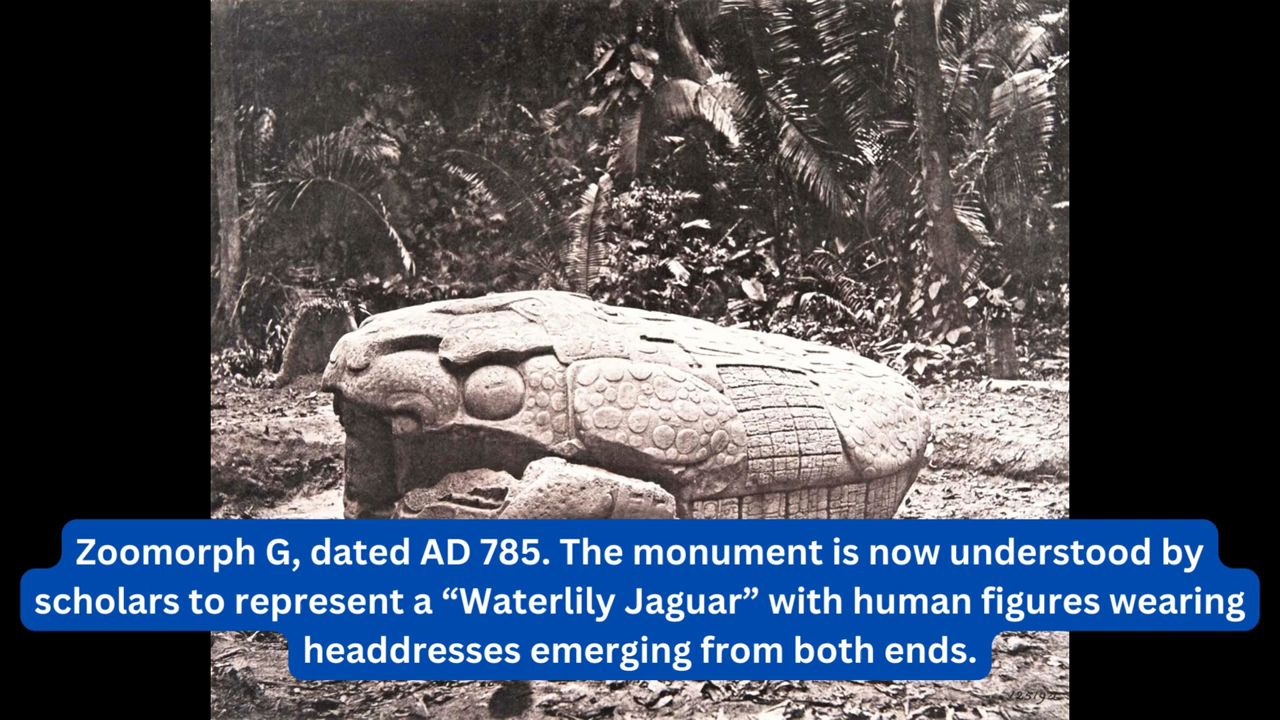 Zoomorph G, dated AD 785. The monument is now understood by
scholars to represent a “Waterlily Jaguar” with human figures wearing
headdresses emerging from both ends.